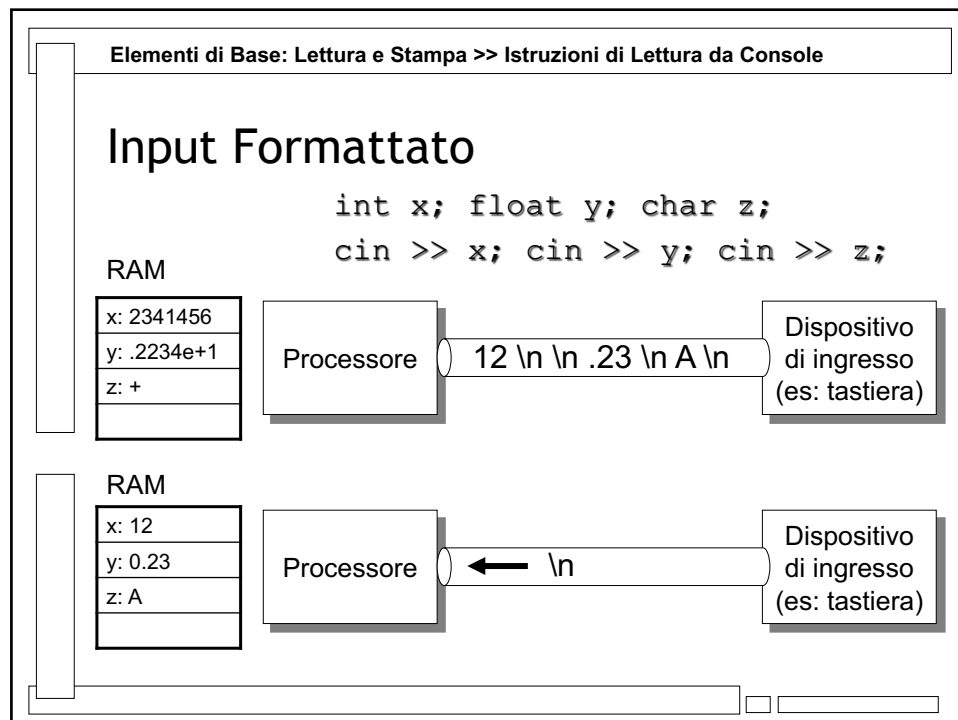 Elementi di Base: Lettura e Stampa >> Istruzioni di Lettura da Console
Input Formattato
int x; float y; char z;
cin >> x; cin >> y; cin >> z;
RAM
x: 2341456
y: .2234e+1
z: +
Processore
12 \n \n .23 \n A \n
Dispositivo
di ingresso
(es: tastiera)
RAM
x: 12
y: 0.23
z: A
Processore
\n
Dispositivo
di ingresso
(es: tastiera)